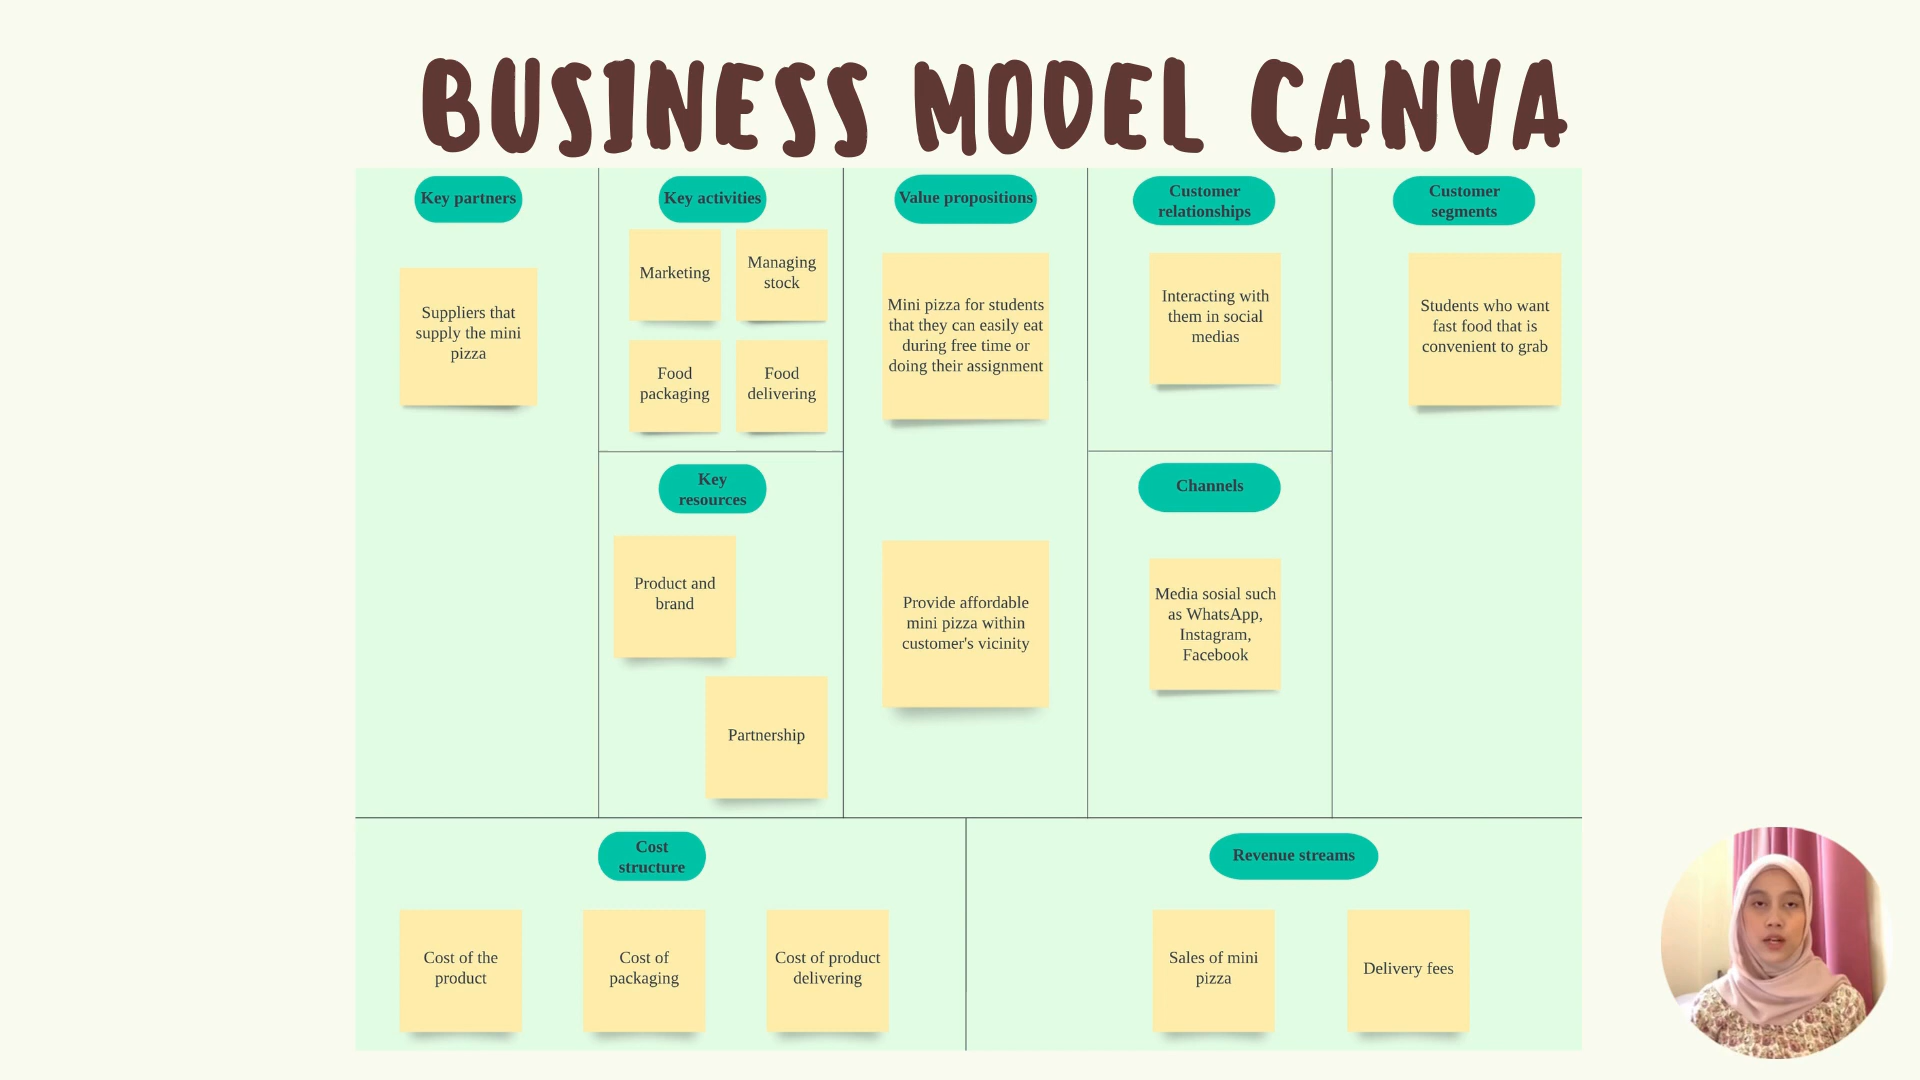 BUSINESS MODEL CANVA
Key partners
Suppliers that
supply the mini
pizza
Key activities
Marketing
Managing
stock
Food
packaging
Food
delivering
Key
resources
Product and
brand
Partnership
Value propositions
Mini pizza for students
that they can easily eat
during free time or
doing their assignment
Provide affordable
mini pizza within
customer's vicinity
Customer
relationships
Interacting with
them in social
medias
Channels
Media sosial such
as WhatsApp,
Instagram,
Facebook
Customer
segments
Students who want
fast food that is
convenient to grab
Cost
structure
Cost of the
product
Cost of
packaging
Cost of product
delivering
Revenue streams
Sales of mini
pizza
Delivery fees